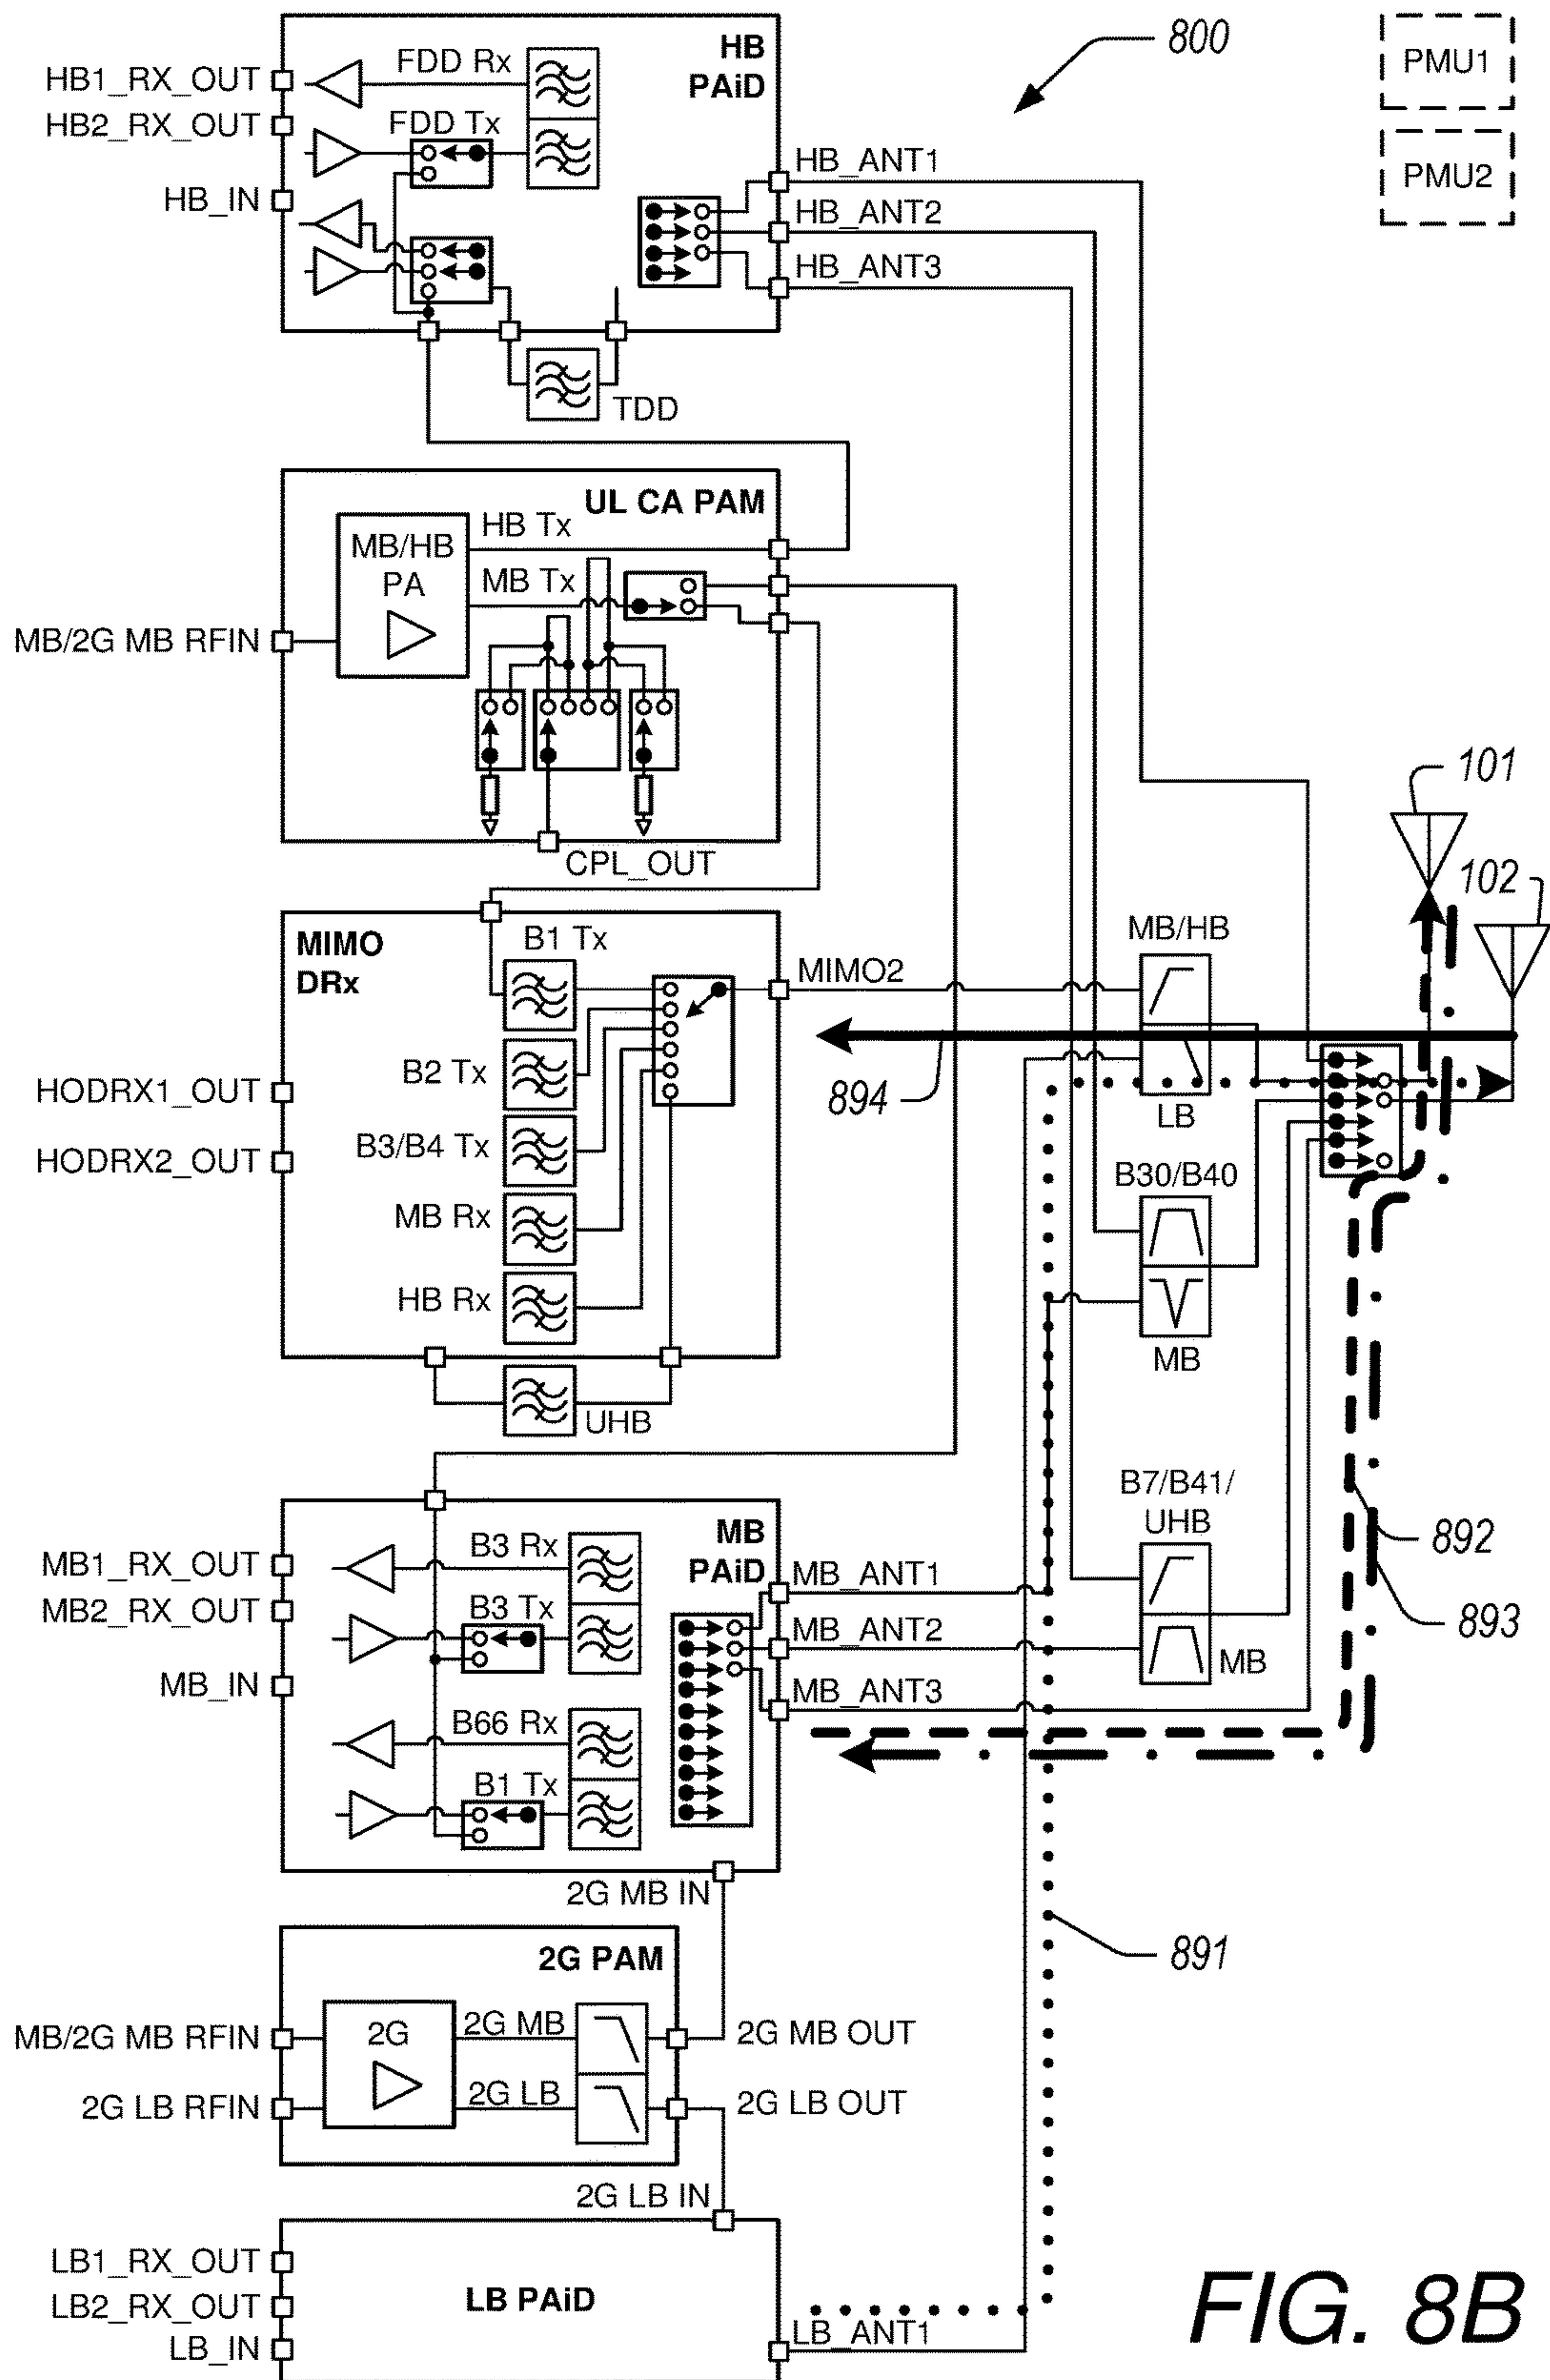 800
PMU1
PMU2
HB
PAiD
HB1_RX_OUT
HB2_RX_OUT
HB_IN
FDD Rx
FDD Tx
HB_ANT1
HB_ANT2
HB_ANT3
TDD
UL CA PAM
MB/HB
PA
HB Tx
MB Tx
MB/2G MB RFIN
CPL_OUT
101
102
MIMO
DRx
B1 Tx
B2 Tx
B3/B4 Tx
MB Rx
HB Rx
UHB
HODRX1_OUT
HODRX2_OUT
MIMO2
MB/HB
LB
894
B30/B40
MB
B7/B41/
UHB
MB
892
893
MB
PAiD
MB1_RX_OUT
MB2_RX_OUT
MB_IN
B3 Rx
B3 Tx
B66 Rx
B1 Tx
MB_ANT1
MB_ANT2
MB_ANT3
2G MB IN
891
2G PAM
MB/2G MB RFIN
2G LB RFIN
2G
2G MB
2G LB
2G MB OUT
2G LB OUT
2G LB IN
LB1_RX_OUT
LB2_RX_OUT
LB_IN
LB PAiD
LB_ANT1
FIG. 8B